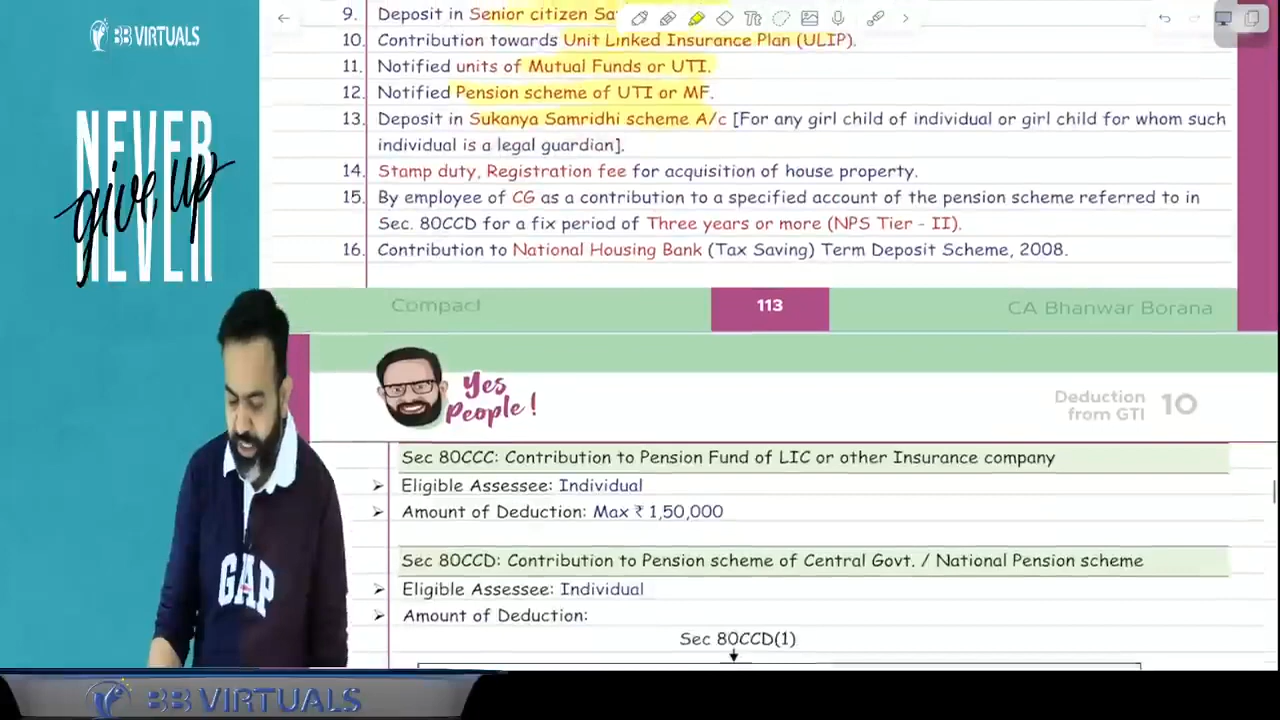 BB VIRTUALS
NEVER
give up
NEVER
9. Deposit in Senior citizen
10. Contribution towards Unit Linked Insurance Plan (ULIP).
11. Notified units of Mutual Funds or UTI.
12. Notified Pension scheme of UTI or MF.
13. Deposit in Sukanya Samridhi scheme A/c [For any girl child of individual or girl child for whom such
individual is a legal guardian].
14. Stamp duty, Registration fee for acquisition of house property.
15. By employee of CG as a contribution to a specified account of the pension scheme referred to in
Sec. 80CCD for a fix period of Three years or more (NPS Tier - II).
16. Contribution to National Housing Bank (Tax Saving) Term Deposit Scheme, 2008.
Compact 113 CA Bhanwar Borana
Yes
People!
Deduction
from GTI 10
Sec 80CCC: Contribution to Pension Fund of LIC or other Insurance company
➢ Eligible Assessee: Individual
➢ Amount of Deduction: Max ₹ 1,50,000
Sec 80CCD: Contribution to Pension scheme of Central Govt. / National Pension scheme
➢ Eligible Assessee: Individual
➢ Amount of Deduction:
Sec 80CCD(1)
GAP
BB VIRTUALS